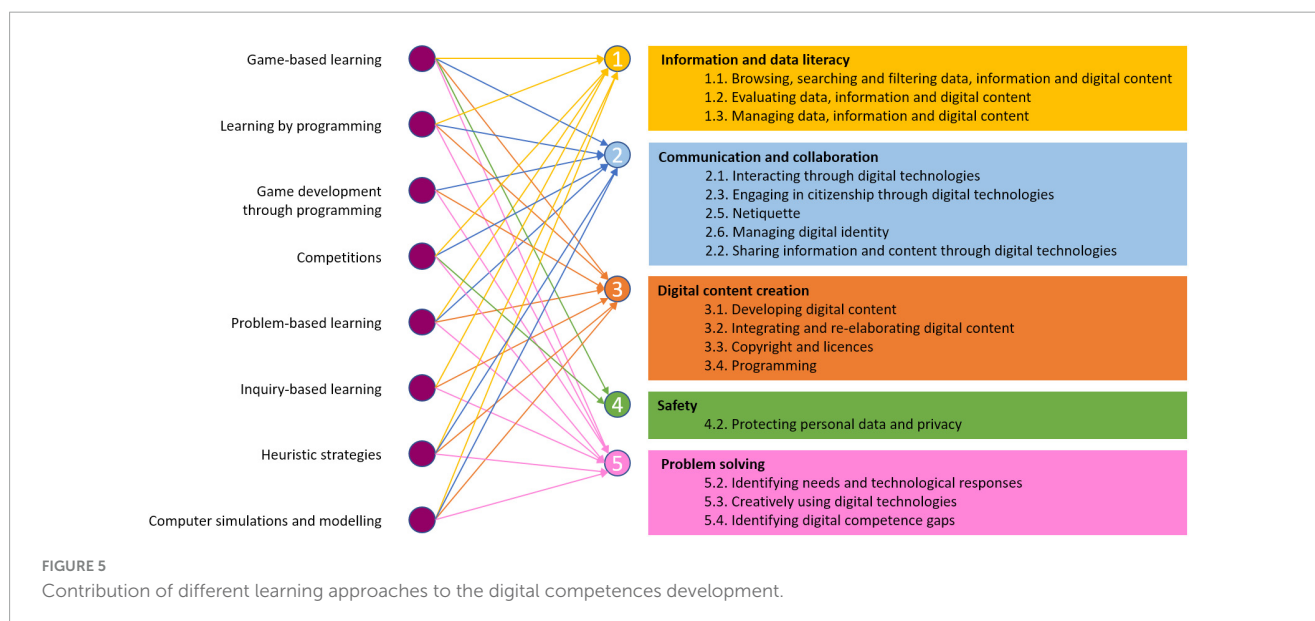 Game-based learning
Learning by programming
Game development
through programming
Competitions
Problem-based learning
Inquiry-based learning
Heuristic strategies
Computer simulations and modelling
1
2
3
4
5
Information and data literacy
1.1. Browsing, searching and filtering data, information and digital content
1.2. Evaluating data, information and digital content
1.3. Managing data, information and digital content
Communication and collaboration
2.1. Interacting through digital technologies
2.3. Engaging in citizenship through digital technologies
2.5. Netiquette
2.6. Managing digital identity
2.2. Sharing information and content through digital technologies
Digital content creation
3.1. Developing digital content
3.2. Integrating and re-elaborating digital content
3.3. Copyright and licences
3.4. Programming
Safety
4.2. Protecting personal data and privacy
Problem solving
5.2. Identifying needs and technological responses
5.3. Creatively using digital technologies
5.4. Identifying digital competence gaps
FIGURE 5
Contribution of different learning approaches to the digital competences development.